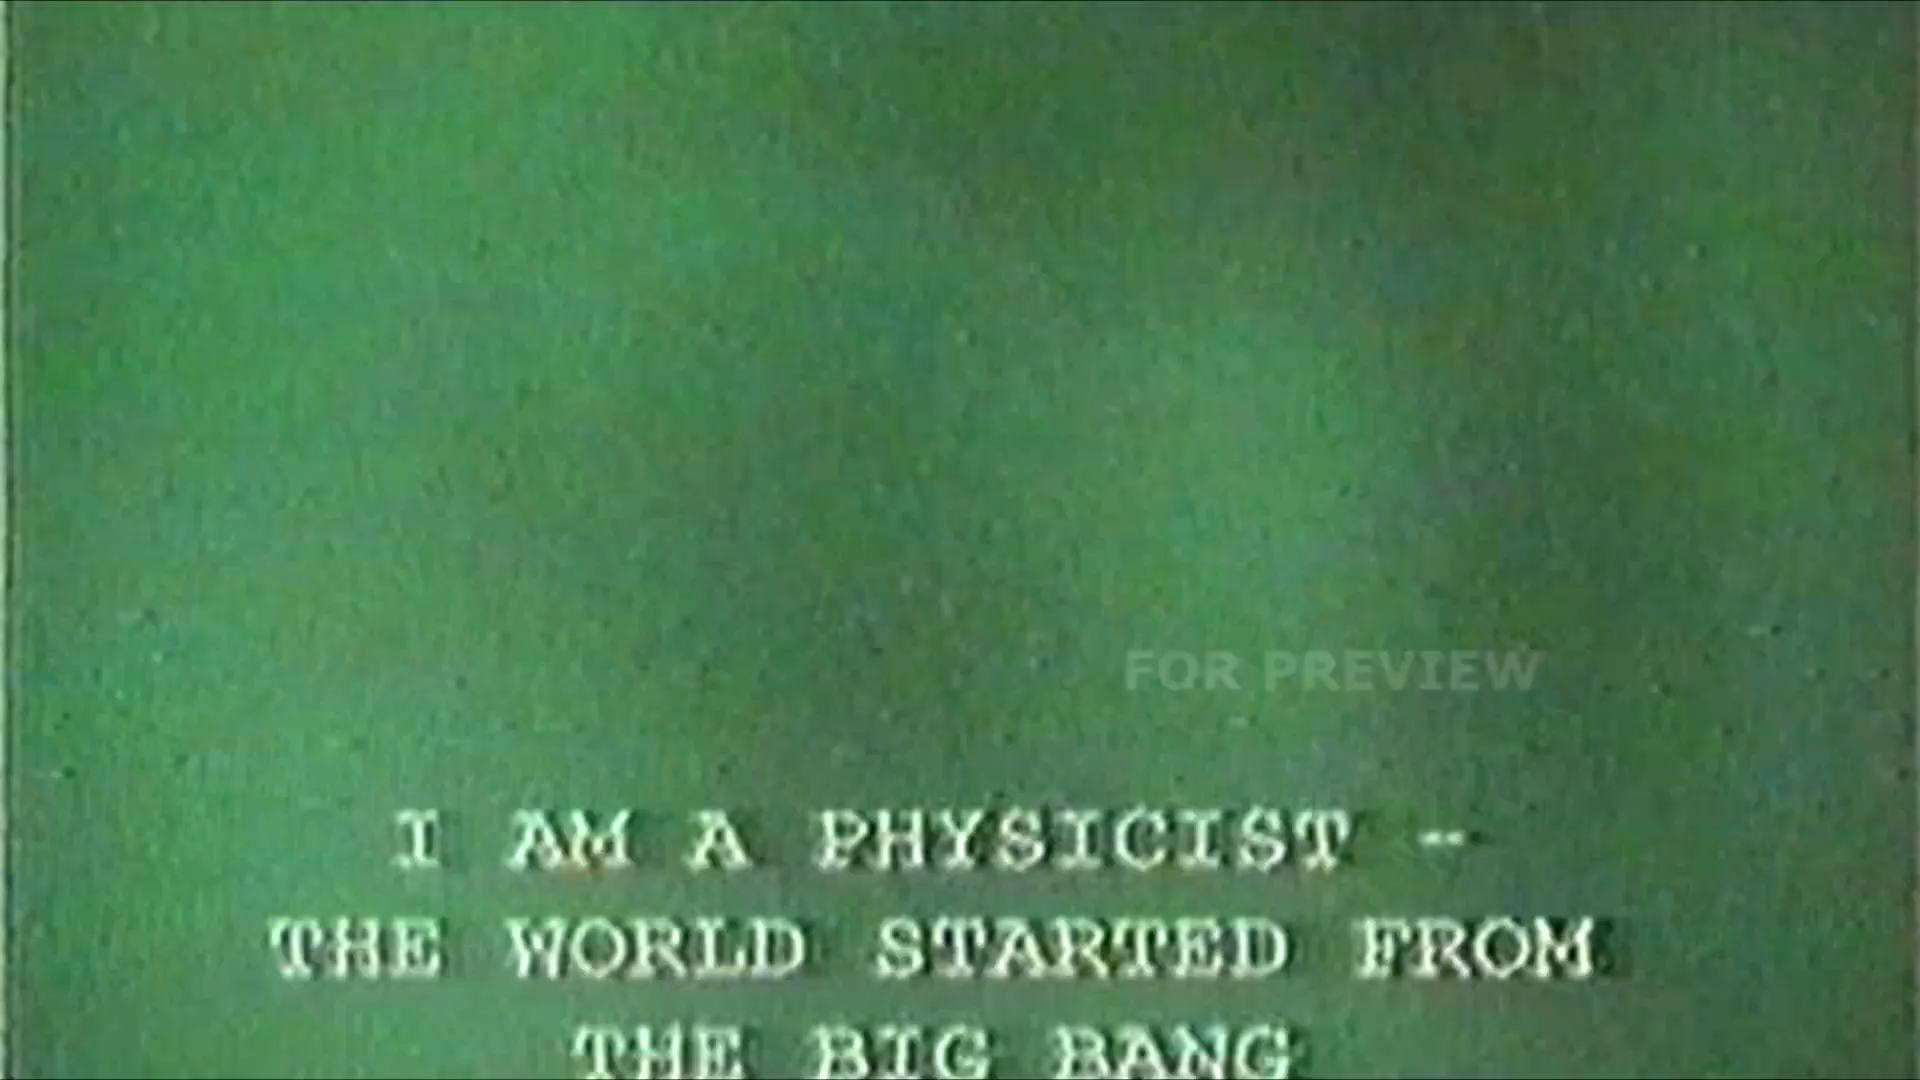 FOR PREVIEW
I AM A PHYSICIST -
THE WORLD STARTED FROM
THE BIG BANG